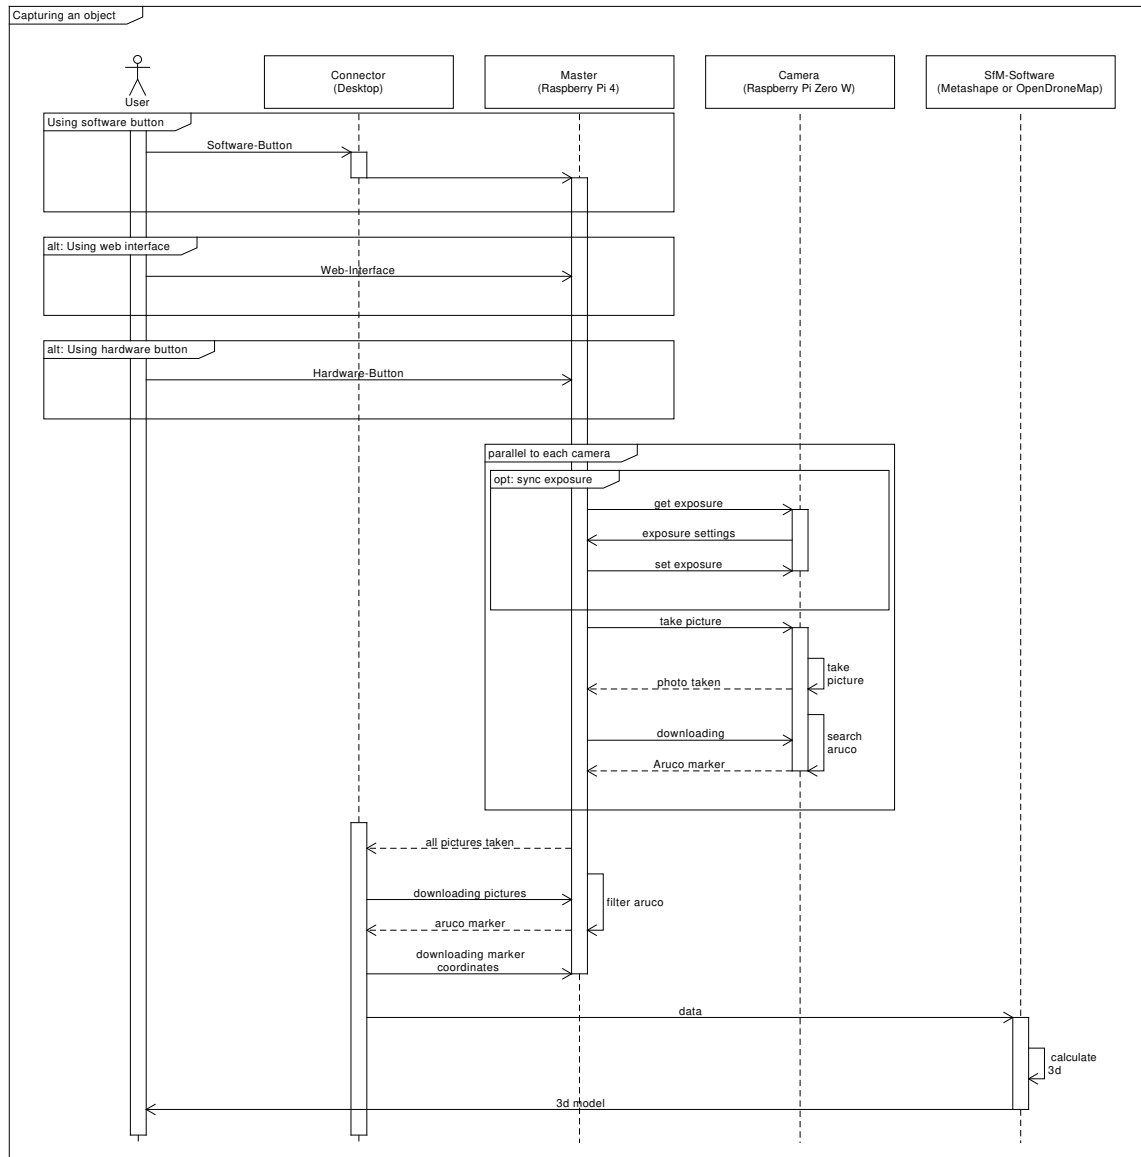 Capturing an object
User
Connector
(Desktop)
Master
(Raspberry Pi 4)
Camera
(Raspberry Pi Zero W)
SfM-Software
(Metashape or OpenDroneMap)
Using software button
Software-Button
alt: Using web interface
Web-Interface
alt: Using hardware button
Hardware-Button
parallel to each camera
opt: sync exposure
get exposure
exposure settings
set exposure
take picture
take
picture
photo taken
downloading
search
aruco
Aruco marker
all pictures taken
downloading pictures
filter aruco
aruco marker
downloading marker
coordinates
data
calculate
3d
3d model